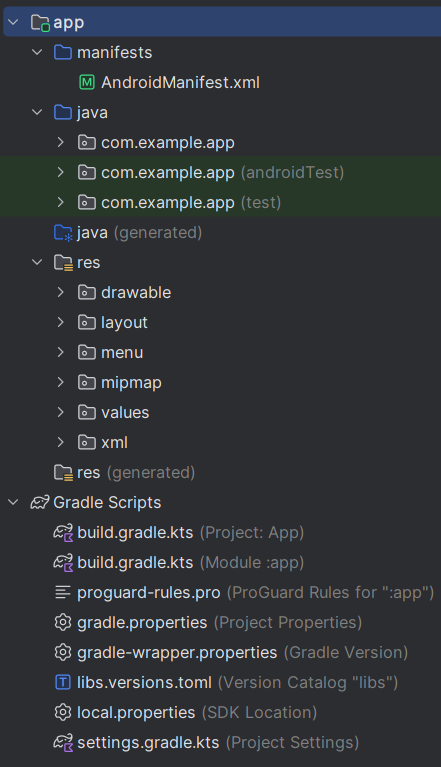 app
manifests
AndroidManifest.xml
java
com.example.app
com.example.app (androidTest)
com.example.app (test)
java (generated)
res
drawable
layout
menu
mipmap
values
xml
res (generated)
Gradle Scripts
build.gradle.kts (Project: App)
build.gradle.kts (Module :app)
proguard-rules.pro (ProGuard Rules for ":app")
gradle.properties (Project Properties)
gradle-wrapper.properties (Gradle Version)
libs.versions.toml (Version Catalog "libs")
local.properties (SDK Location)
settings.gradle.kts (Project Settings)